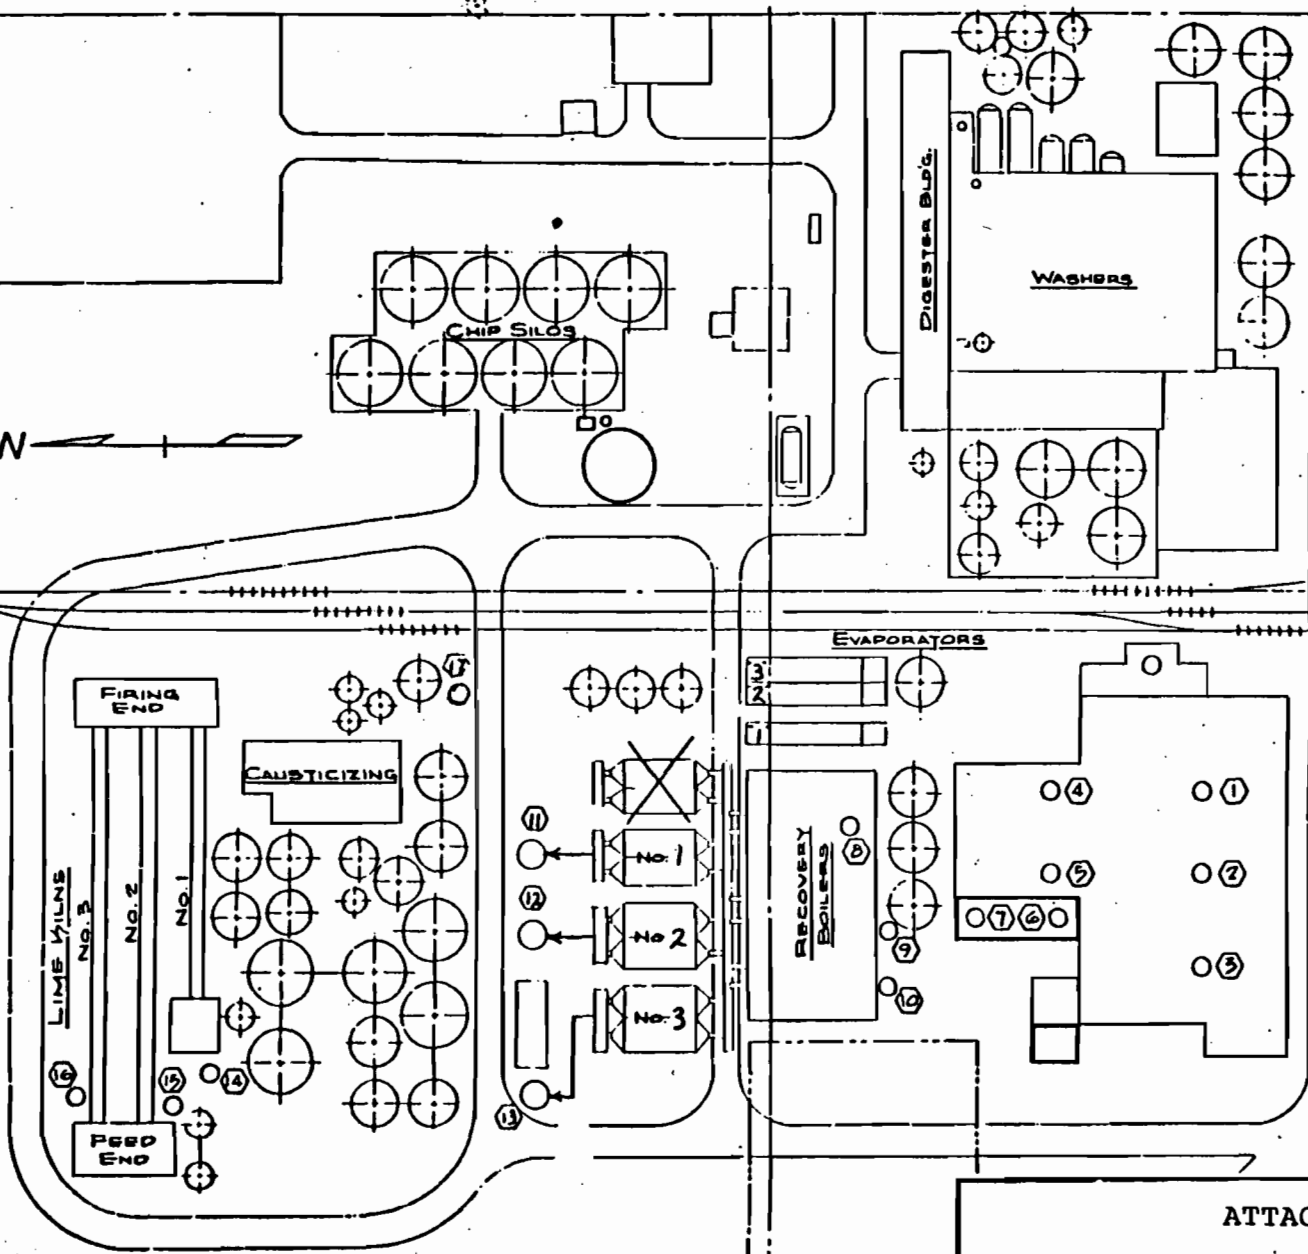 DIGESTER BLD'G.
WASHERS
CHIP SILOS
N
EVAPORATORS
3
2
1
17
FIRING
END
CAUSTICIZING
LIME KILNS
No. 3
No. 2
No. 1
11
No. 1
12
No 2
No. 3
13
RECOVERY
BOILERS
8
9
10
4
1
5
2
7
6
3
16
15
14
FEED
END
ATTAC